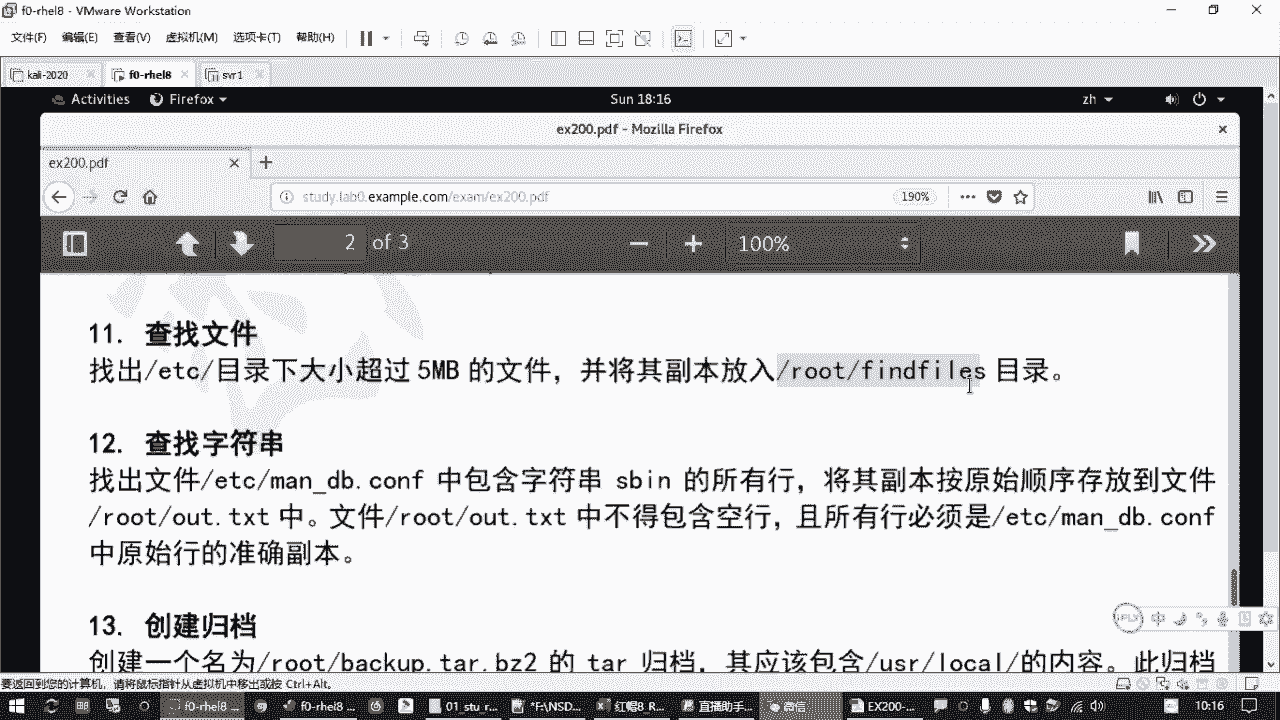 f0-rhel8 - VMware Workstation
文件(F) 编辑(E) 查看(V) 虚拟机(M) 选项卡(T) 帮助(H)
kali-2020 f0-rhel8 svr1
Activities Firefox Sun 18:16 zh
ex200.pdf - Mozilla Firefox
ex200.pdf
study.lab0.example.com/exam/ex200.pdf 190%
2 of 3 100%
11. 查找文件
找出/etc/目录下大小超过 5MB 的文件，并将其副本放入/root/findfiles 目录。
12. 查找字符串
找出文件/etc/man_db.conf 中包含字符串 sbin 的所有行，将其副本按原始顺序存放到文件
/root/out.txt 中。文件/root/out.txt 中不得包含空行，且所有行必须是/etc/man_db.conf
中原始行的准确副本。
13. 创建归档
创建一个名为/root/backup.tar.bz2 的 tar 归档，其应该包含/usr/local/的内容。此归档
要返回到您的计算机，请将鼠标指针从虚拟机中移出或按 Ctrl+Alt。
f0-rhel8 ... f0-rhel8 ... 01_stu_r... *F:\NSD... 红帽8_R... 直播助手... 微信 EX200-... 10:16